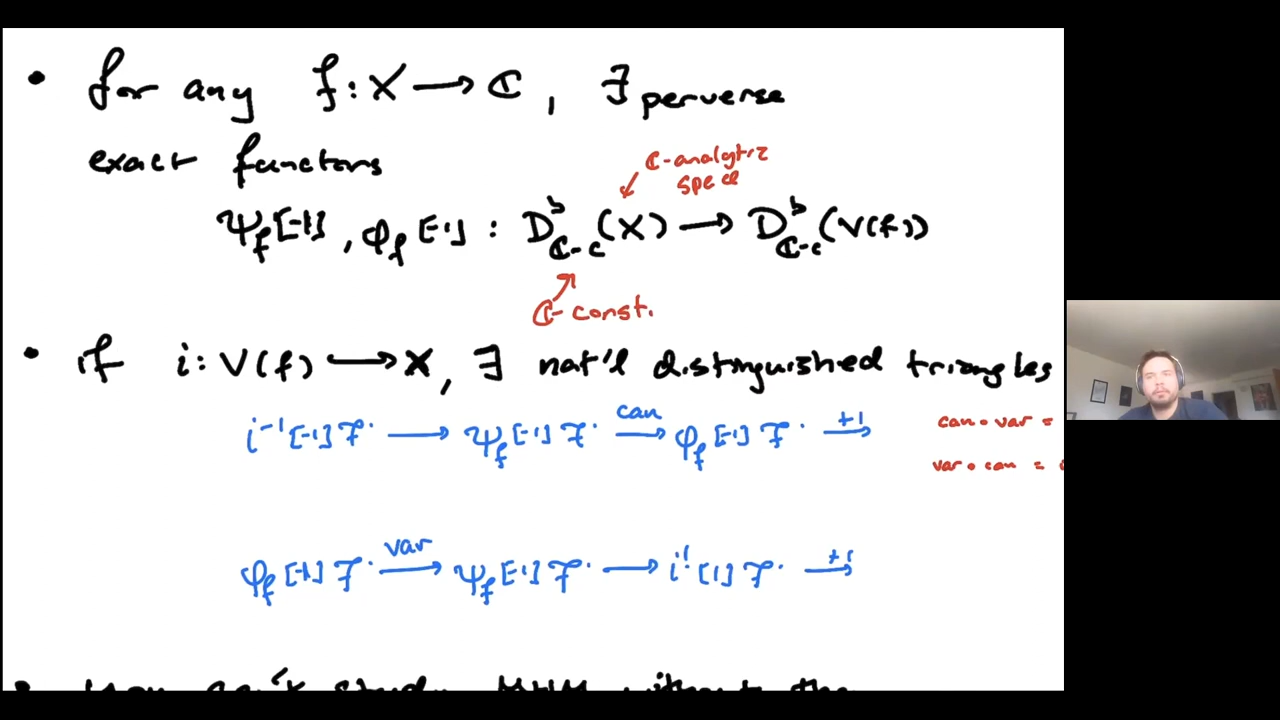 • for any f: X → ℂ, ∃ perverse
exact functors
ℂ-analytic
space
ψ_f[-1], φ_f[-1] : D^b_{ℂ-c}(X) → D^b_{ℂ-c}(V(f))
ℂ-const.
• if i: V(f) → X, ∃ nat'l distinguished triangles
i^{-1}[-1]F^• → ψ_f[-1]F^• —can→ φ_f[-1]F^• —+1→
can∘var =
var∘can =
φ_f[-1]F^• —var→ ψ_f[-1]F^• → i^![1]F^• —+1→